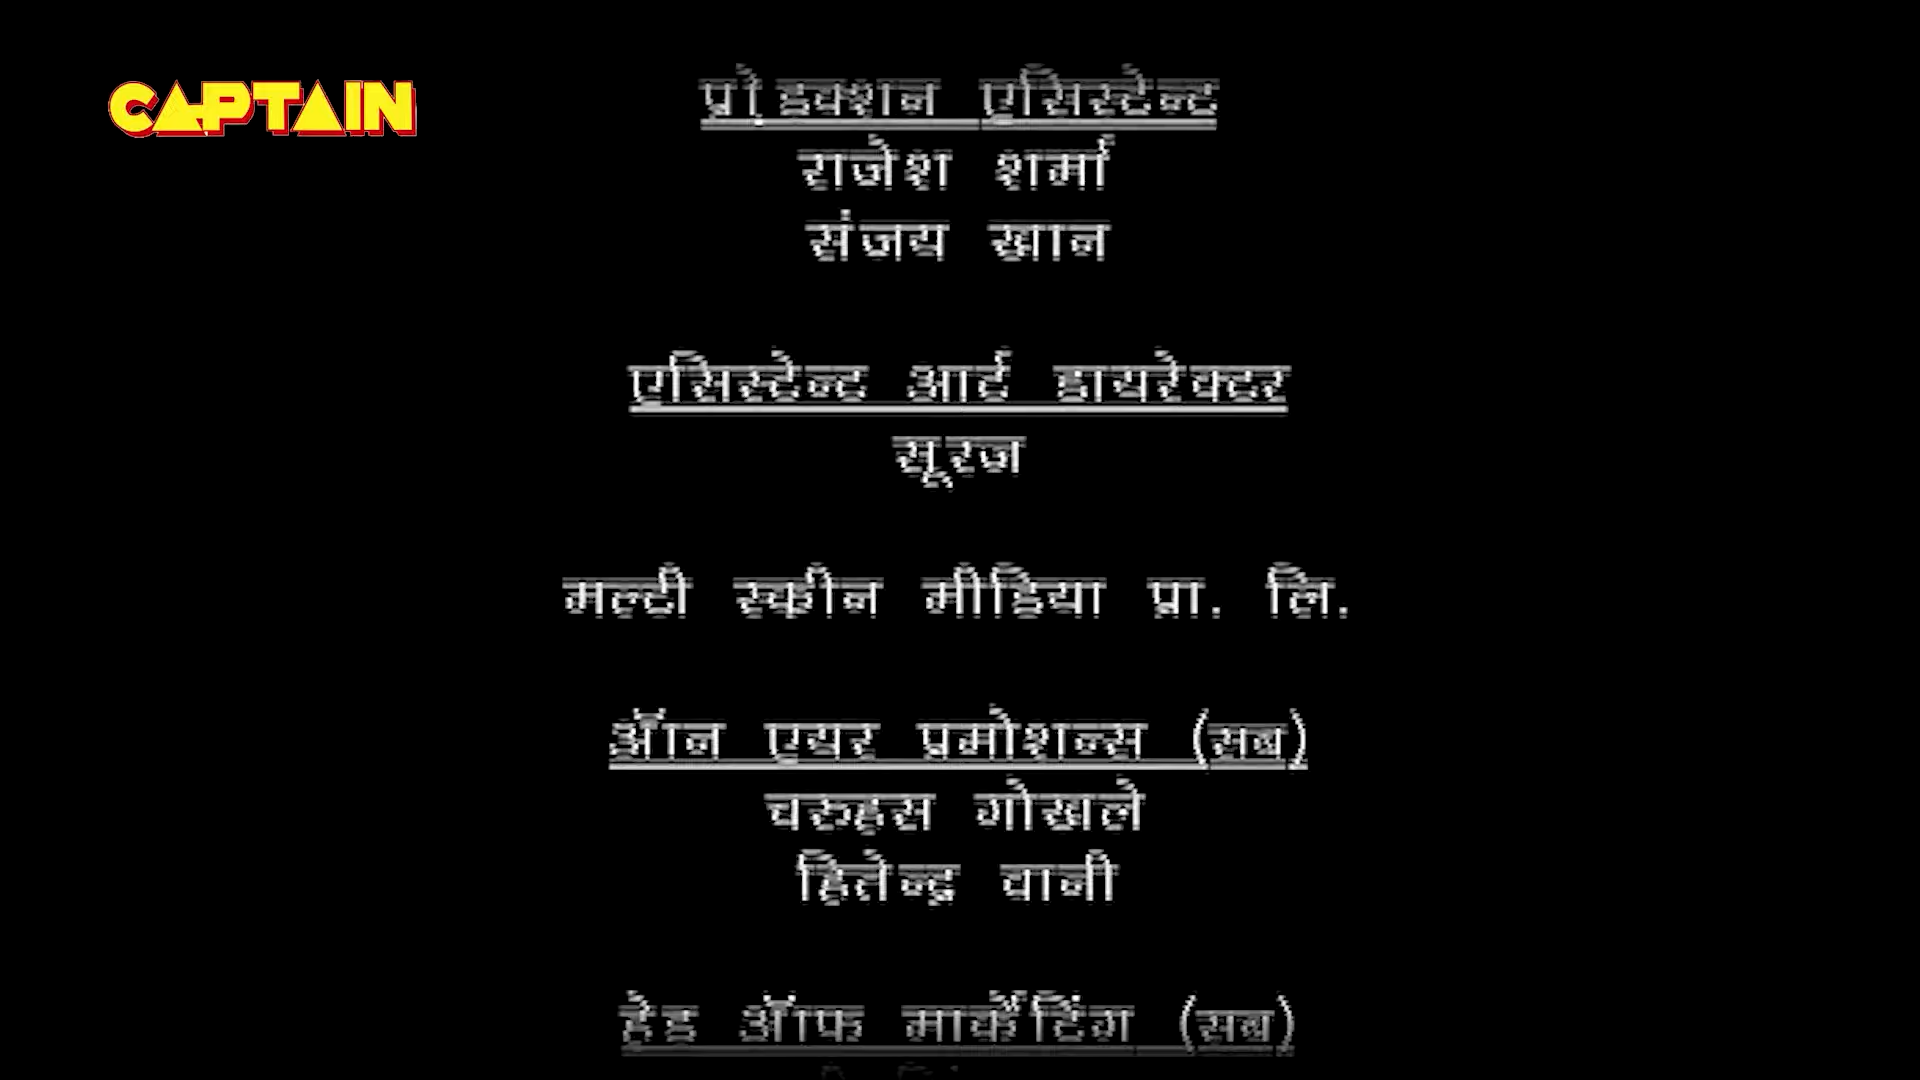 CAPTAIN
प्रोडक्शन एसिस्टेन्ट
राजेश शर्मा
संजय खान
एसिस्टेन्ट आर्ट डायरेक्टर
सूरज
मल्टी स्क्रीन मीडिया प्रा. लि.
ऑन एयर प्रमोशन्स (सब)
चरुहस गोखले
हितेन्द्र वानी
हेड ऑफ मार्केटिंग (सब)